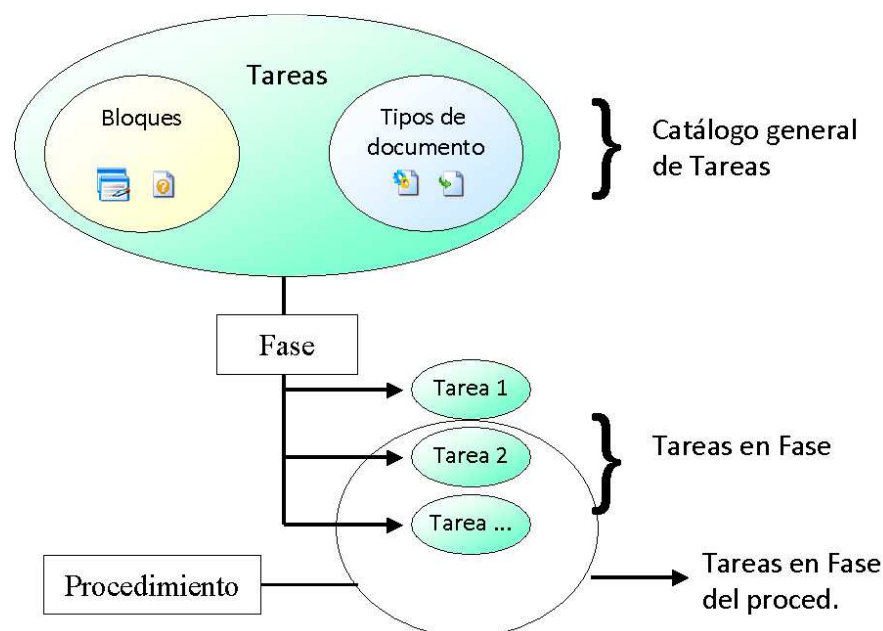 Tareas
Bloques
Tipos de
documento
Catálogo general
de Tareas
Fase
Tarea 1
Tarea 2
Tareas en Fase
Tarea ...
Procedimiento
Tareas en Fase
del proced.